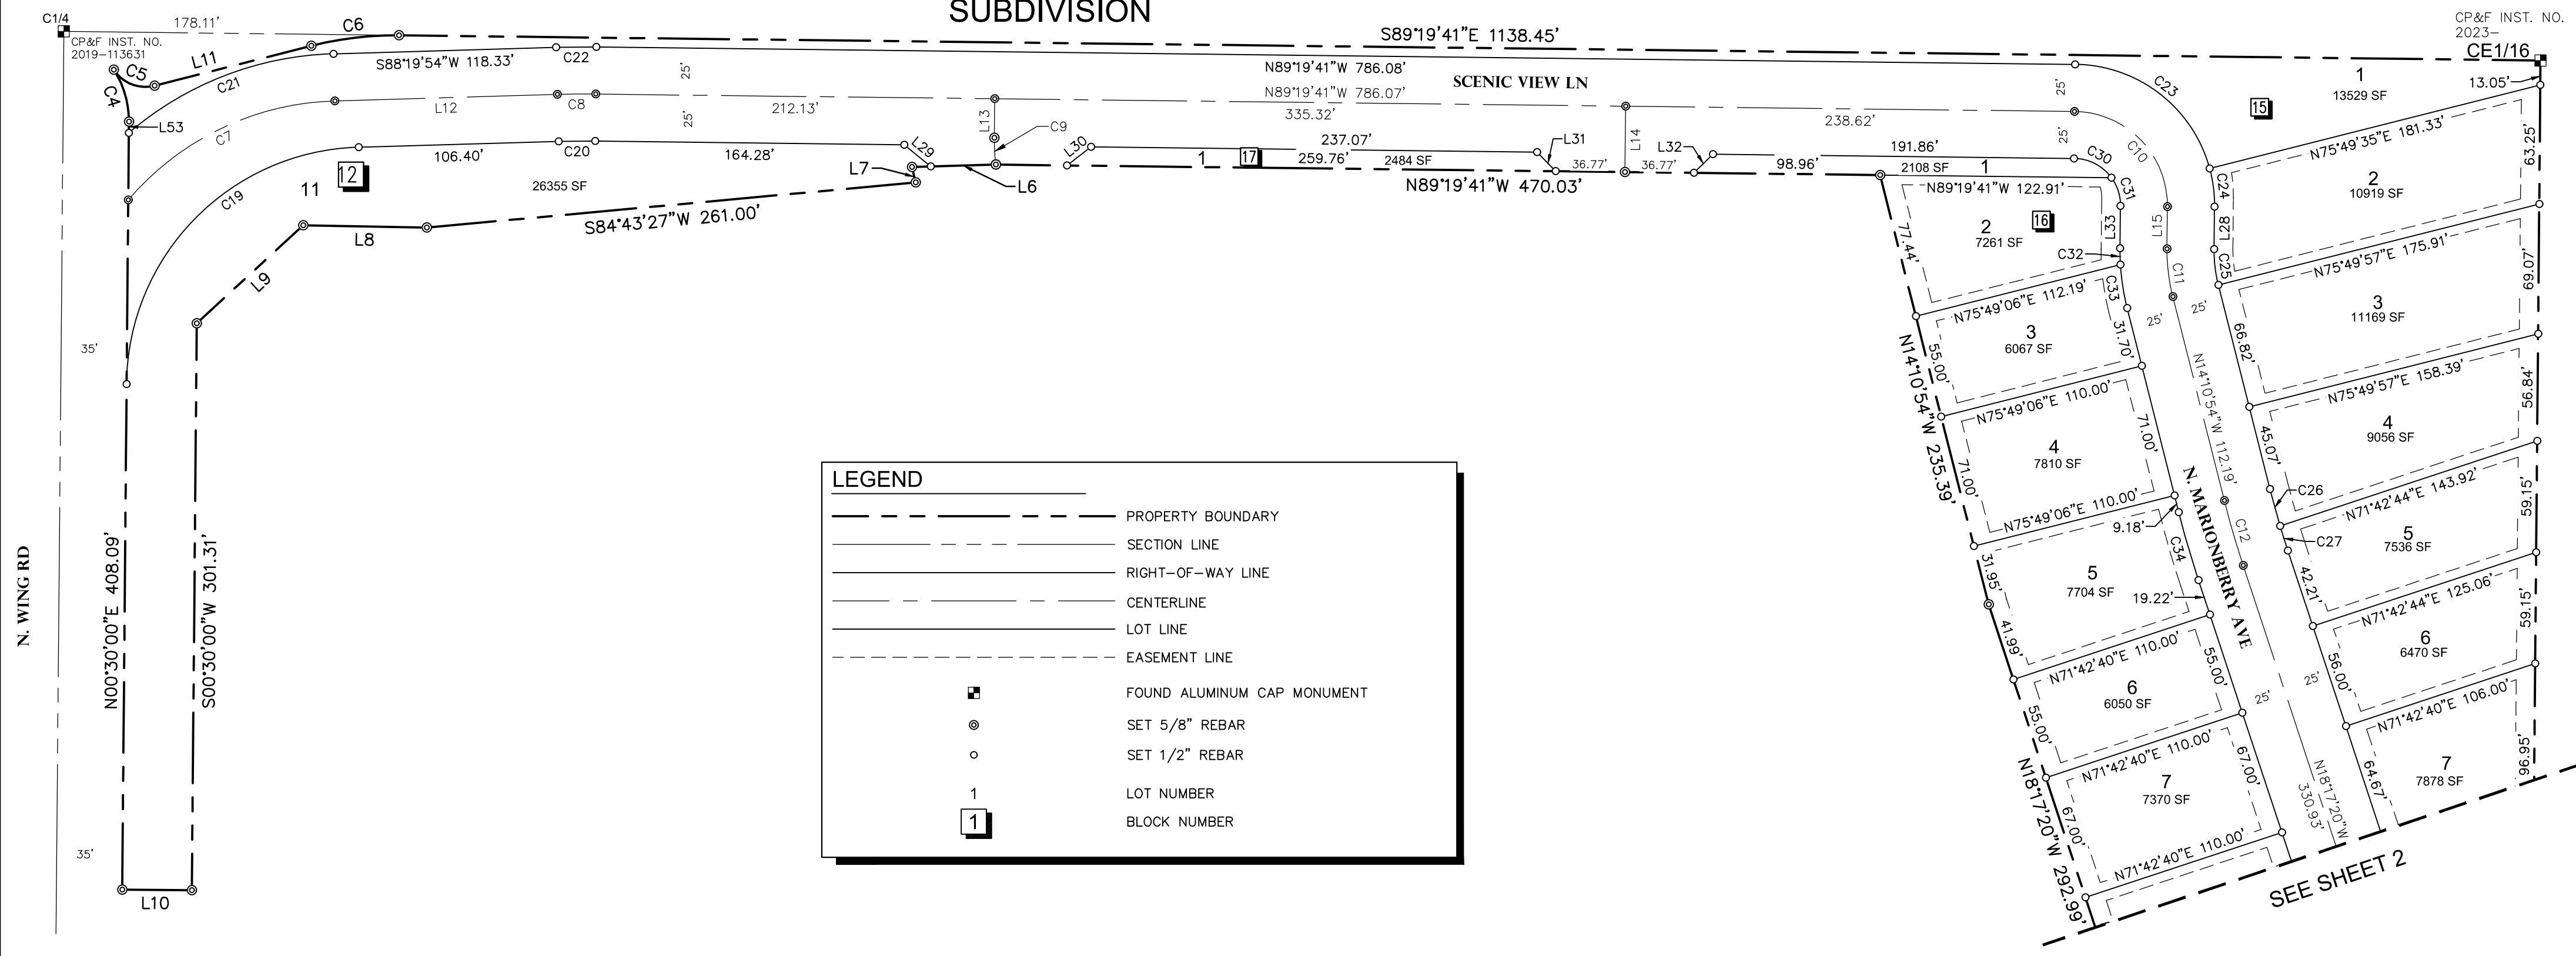 SUBDIVISION
C1/4
178.11'
C6
S89°19'41"E 1138.45'
CP&F INST. NO.
2023-
CE1/16
CP&F INST. NO.
2019-113631
L11
C5
C4
C21
S88°19'54"W 118.33'
C22
25'
N89°19'41"W 786.08'
SCENIC VIEW LN
N89°19'41"W 786.07'
25'
C23
1
13529 SF
13.05'
15
L53
C7
L12
C8
25'
212.13'
L13
C9
335.32'
L14
238.62'
25'
C10
N75°49'35"E 181.33'
63.25'
106.40'
C20
164.28'
L29
L30
237.07'
L31
L32
191.86'
C30
12
11
26355 SF
L7
L6
1
17
259.76'
2484 SF
36.77'
36.77'
98.96'
2108 SF
1
C19
N89°19'41"W 470.03'
N89°19'41"W 122.91'
C31
C24
2
10919 SF
S84°43'27"W 261.00'
L8
L9
77.44'
2
7261 SF
16
L33
L15
L28
C32
C25
N75°49'57"E 175.91'
69.07'
C11
N75°49'06"E 112.19'
C33
25'
25'
3
11169 SF
66.82'
35'
N14°10'54"W 235.39'
55.00'
3
6067 SF
31.70'
N75°49'06"E 110.00'
N14°10'54"W 112.19'
N75°49'57"E 158.39'
56.84'
71.00'
4
7810 SF
71.00'
45.07'
4
9056 SF
N75°49'06"E 110.00'
9.18'
C26
N71°42'44"E 143.92'
59.15'
C12
C27
C34
5
7536 SF
31.95'
5
7704 SF
19.22'
42.21'
N71°42'44"E 125.06'
59.15'
N. MARIONBERRY AVE
41.99'
N71°42'40"E 110.00'
55.00'
6
6470 SF
56.00'
6
6050 SF
25'
25'
N71°42'40"E 106.00'
55.00'
N71°42'40"E 110.00'
67.00'
7
7878 SF
96.95'
64.67'
N18°17'20"W
330.93'
7
7370 SF
67.00'
N18°17'20"W 292.99'
N71°42'40"E 110.00'
SEE SHEET 2
N. WING RD
N00°30'00"E 408.09'
S00°30'00"W 301.31'
35'
L10
LEGEND
PROPERTY BOUNDARY
SECTION LINE
RIGHT-OF-WAY LINE
CENTERLINE
LOT LINE
EASEMENT LINE
FOUND ALUMINUM CAP MONUMENT
SET 5/8" REBAR
SET 1/2" REBAR
1 LOT NUMBER
1 BLOCK NUMBER